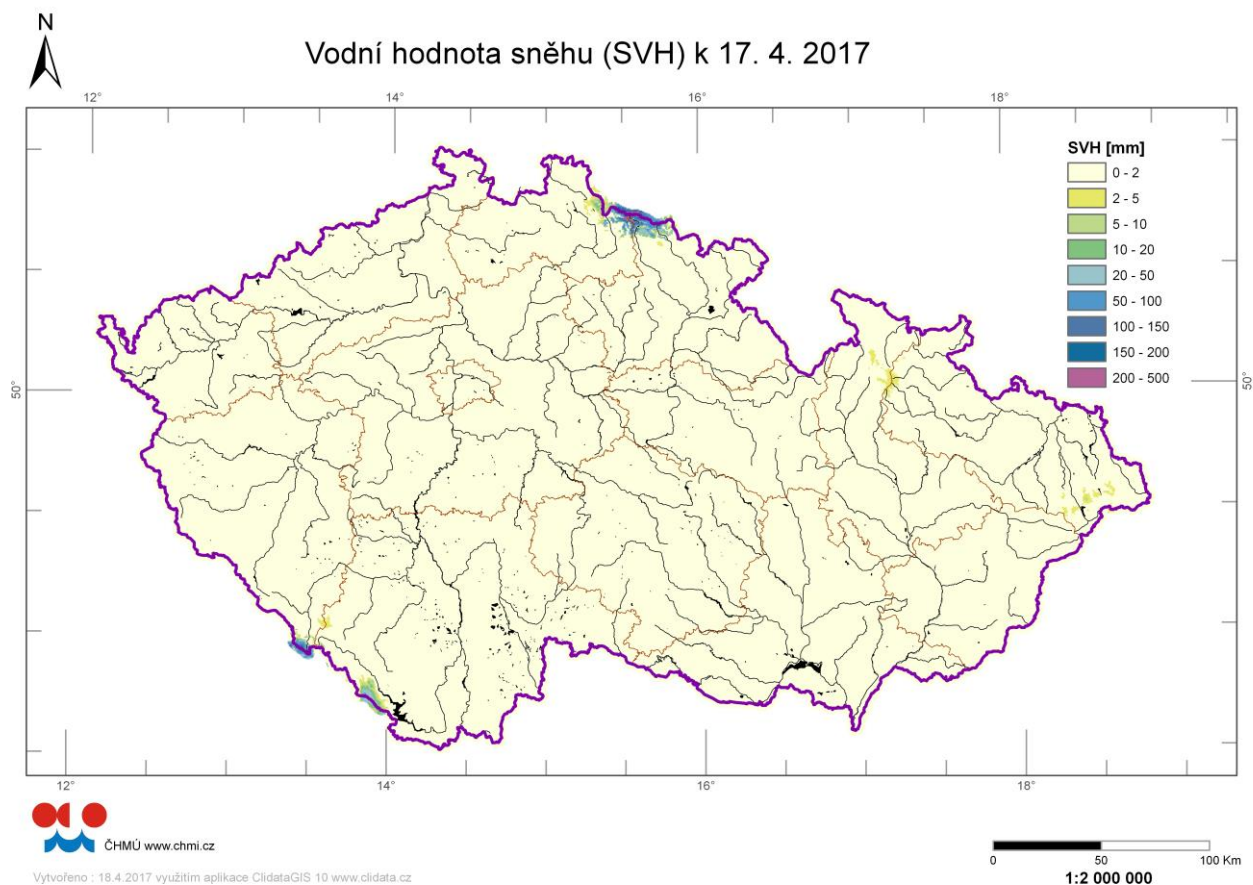 N
Vodní hodnota sněhu (SVH) k 17. 4. 2017
12° 14° 16° 18°
SVH [mm]
0 - 2
2 - 5
5 - 10
10 - 20
20 - 50
50 - 100
100 - 150
150 - 200
200 - 500
50° 50°
12° 14° 16° 18°
ČHMÚ www.chmi.cz
0 50 100 Km
1:2 000 000
Vytvořeno : 18.4.2017 využitím aplikace ClidataGIS 10 www.clidata.cz